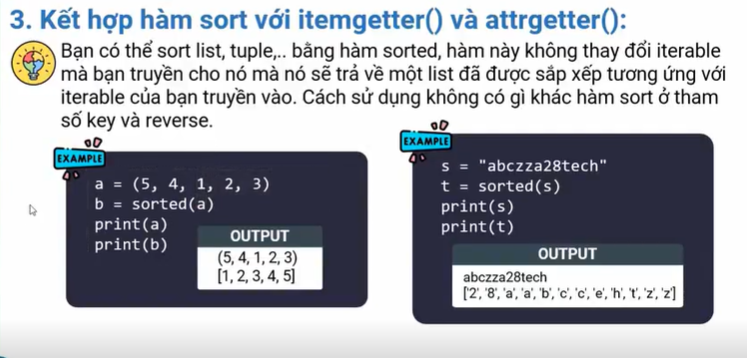 3. Kết hợp hàm sort với itemgetter() và attrgetter():
Bạn có thể sort list, tuple,.. bằng hàm sorted, hàm này không thay đổi iterable
mà bạn truyền cho nó mà nó sẽ trả về một list đã được sắp xếp tương ứng với
iterable của bạn truyền vào. Cách sử dụng không có gì khác hàm sort ở tham
số key và reverse.
EXAMPLE
a = (5, 4, 1, 2, 3)
b = sorted(a)
print(a)
print(b)
OUTPUT
(5, 4, 1, 2, 3)
[1, 2, 3, 4, 5]
EXAMPLE
s = "abczza28tech"
t = sorted(s)
print(s)
print(t)
OUTPUT
abczza28tech
['2', '8', 'a', 'a', 'b', 'c', 'c', 'e', 'h', 't', 'z', 'z']